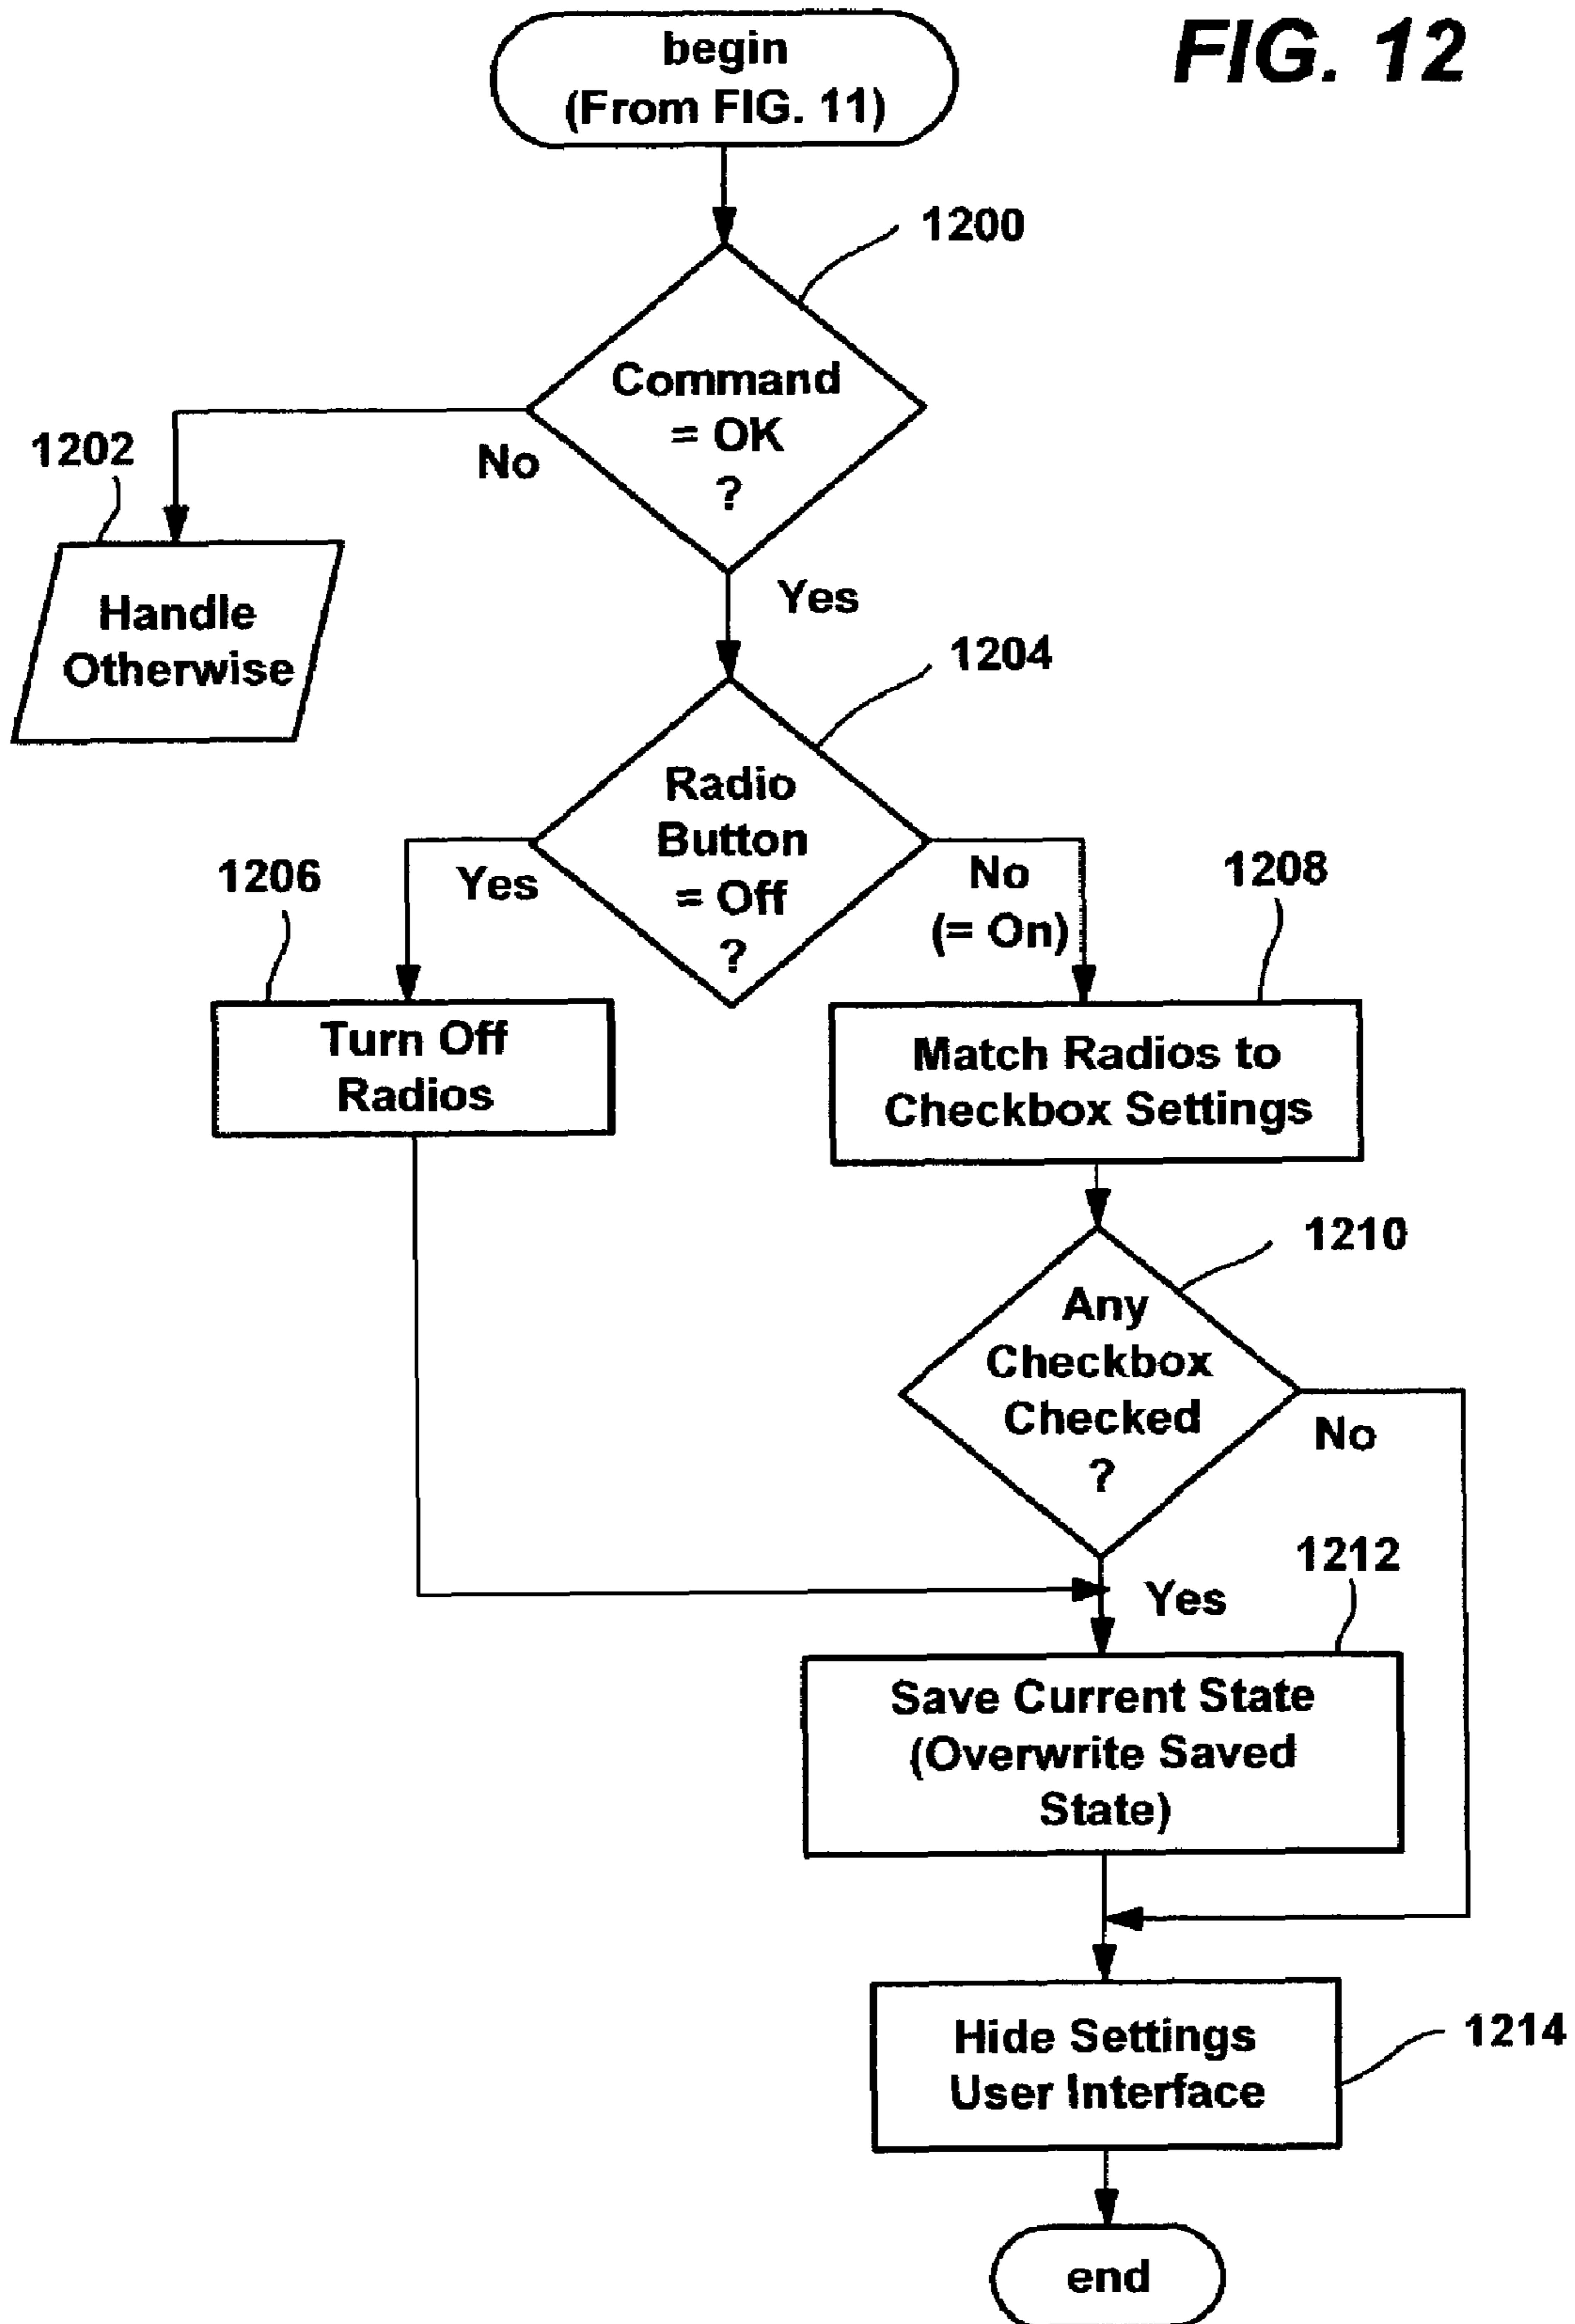 FIG. 12
begin
(From FIG. 11)
1200
Command
= OK
?
No
1202
Handle
Otherwise
Yes
1204
Radio
Button
= Off
?
Yes
No
(= On)
1206
Turn Off
Radios
1208
Match Radios to
Checkbox Settings
1210
Any
Checkbox
Checked
?
No
Yes
1212
Save Current State
(Overwrite Saved
State)
Hide Settings
User Interface
1214
end